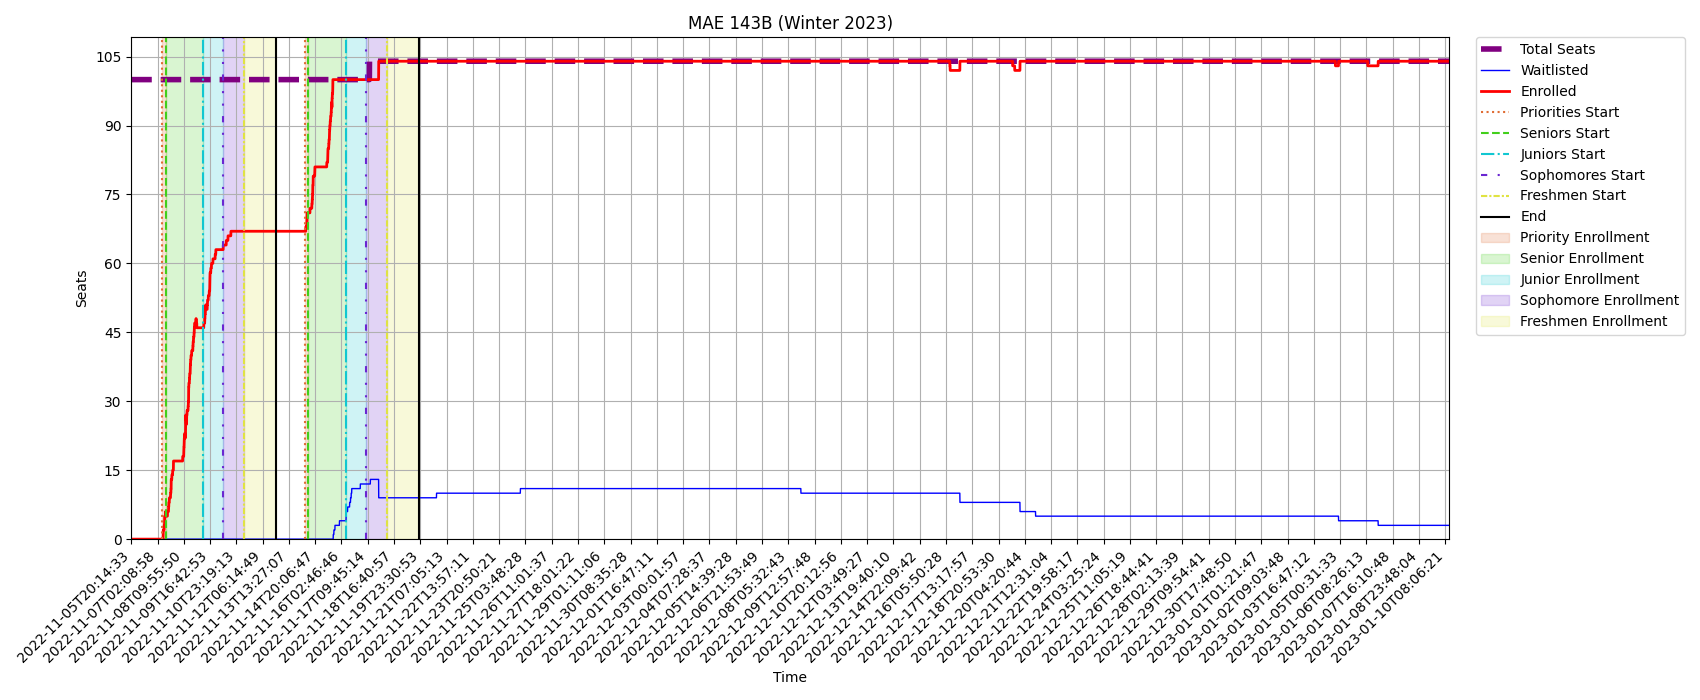 MAE 143B (Winter 2023)
Seats
105
90
75
60
45
30
15
0
2022-11-05T20:14:33
2022-11-07T02:08:58
2022-11-08T09:55:50
2022-11-09T16:42:53
2022-11-10T23:19:13
2022-11-12T06:14:49
2022-11-13T13:27:07
2022-11-14T20:06:47
2022-11-16T02:46:46
2022-11-17T09:45:14
2022-11-18T16:40:57
2022-11-19T23:30:53
2022-11-21T07:05:13
2022-11-22T13:57:11
2022-11-23T20:50:21
2022-11-25T03:48:28
2022-11-26T11:01:37
2022-11-27T18:01:22
2022-11-29T01:11:06
2022-11-30T08:35:28
2022-12-01T16:47:11
2022-12-03T00:01:57
2022-12-04T07:28:37
2022-12-05T14:39:28
2022-12-06T21:53:49
2022-12-08T05:32:43
2022-12-09T12:57:48
2022-12-10T20:12:56
2022-12-12T03:49:27
2022-12-13T19:40:10
2022-12-14T22:09:42
2022-12-16T05:50:28
2022-12-17T13:17:57
2022-12-18T20:53:30
2022-12-20T04:20:44
2022-12-21T12:31:04
2022-12-22T19:58:17
2022-12-24T03:25:24
2022-12-25T11:05:19
2022-12-26T18:44:41
2022-12-28T02:13:39
2022-12-29T09:54:41
2022-12-30T17:48:50
2023-01-01T01:21:47
2023-01-02T09:03:48
2023-01-03T16:47:12
2023-01-05T00:31:33
2023-01-06T08:26:13
2023-01-07T16:10:48
2023-01-08T23:48:04
2023-01-10T08:06:21
Time
Total Seats
Waitlisted
Enrolled
Priorities Start
Seniors Start
Juniors Start
Sophomores Start
Freshmen Start
End
Priority Enrollment
Senior Enrollment
Junior Enrollment
Sophomore Enrollment
Freshmen Enrollment